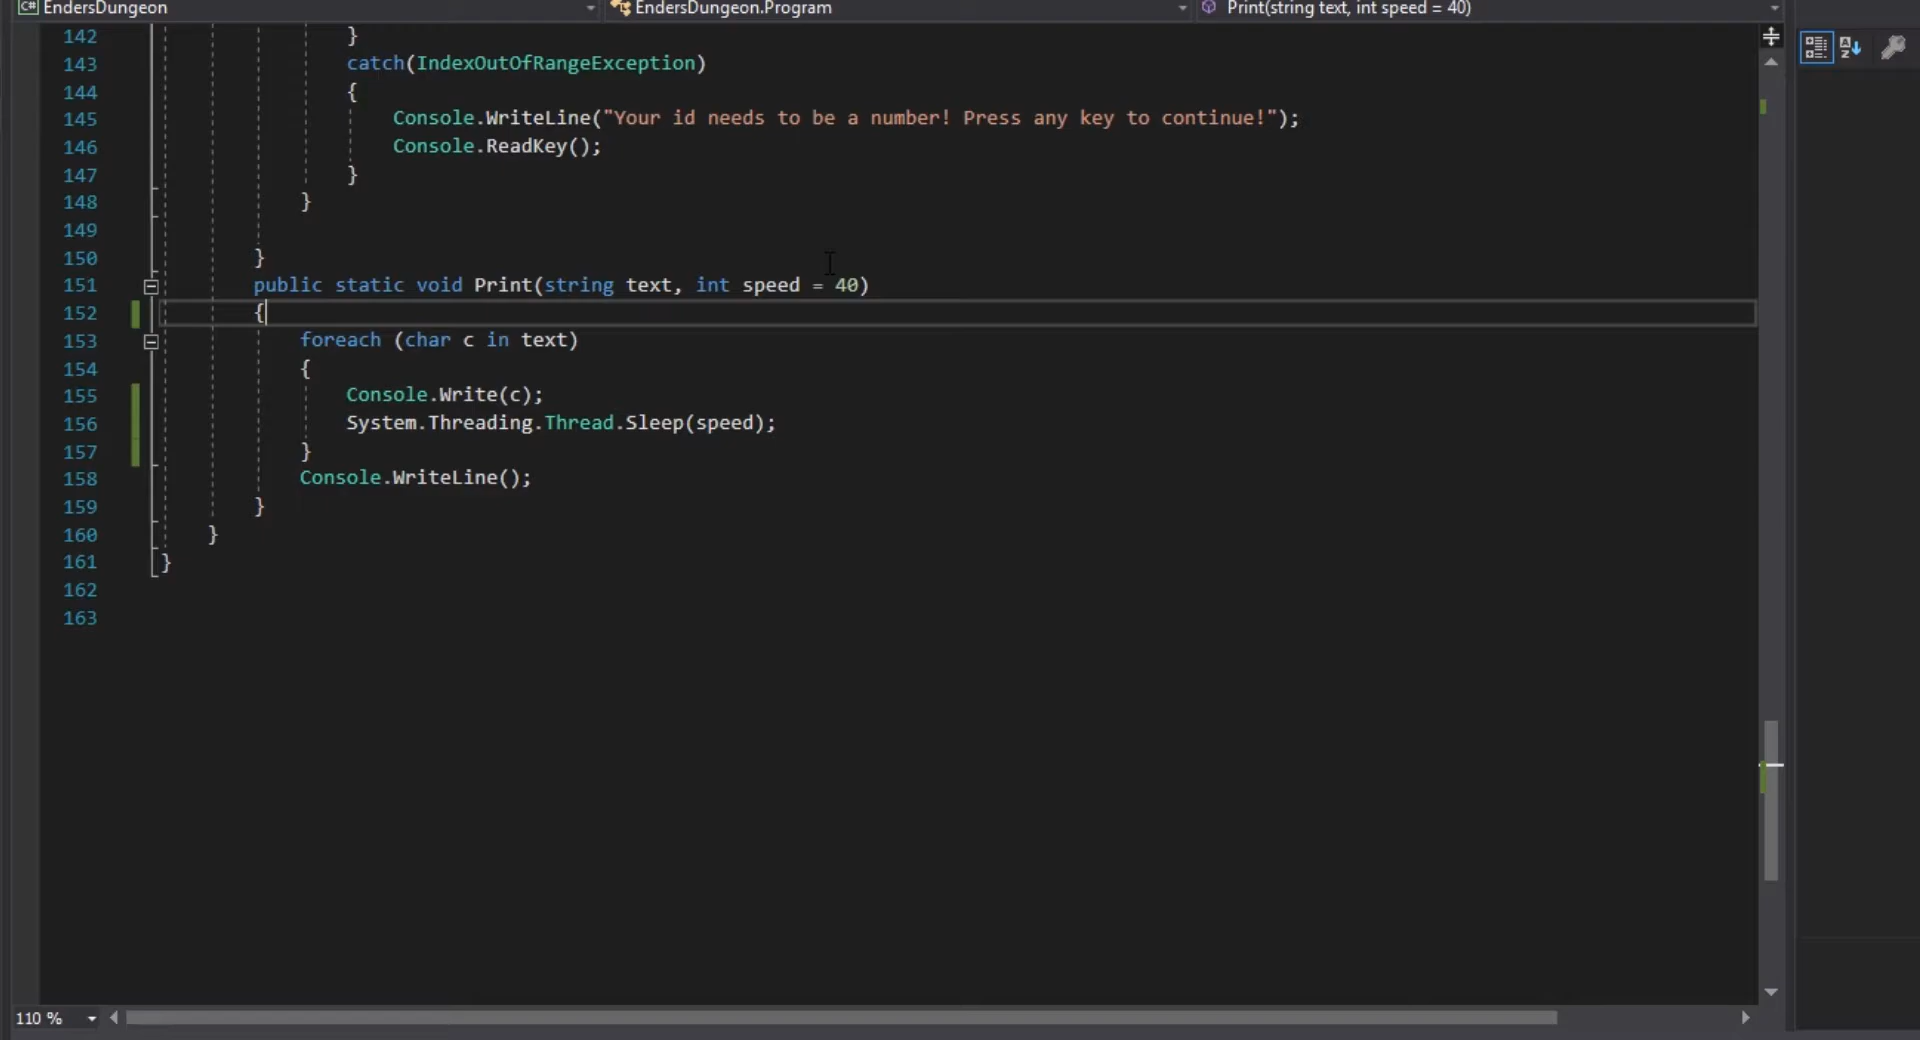 C# EndersDungeon EndersDungeon.Program Print(string text, int speed = 40)
142 }
143 catch(IndexOutOfRangeException)
144 {
145 Console.WriteLine("Your id needs to be a number! Press any key to continue!");
146 Console.ReadKey();
147 }
148 }
149
150 }
151 public static void Print(string text, int speed = 40)
152 {
153 foreach (char c in text)
154 {
155 Console.Write(c);
156 System.Threading.Thread.Sleep(speed);
157 }
158 Console.WriteLine();
159 }
160 }
161 }
162
163
110 %